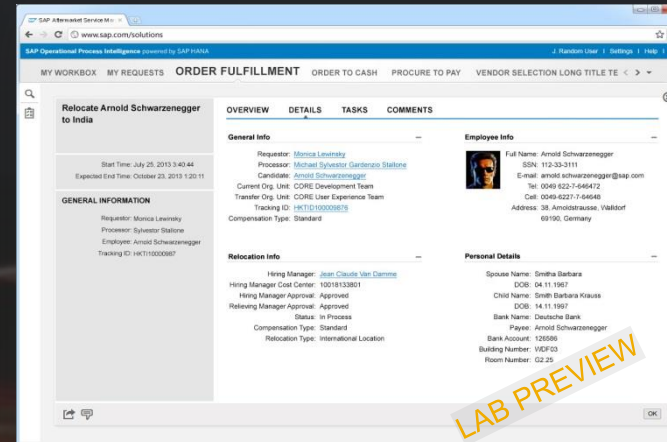 SAP Aftermarket Service M
www.sap.com/solutions
SAP Operational Process Intelligence powered by SAP HANA
J. Random User | Settings | Help |
MY WORKBOX MY REQUESTS ORDER FULFILLMENT ORDER TO CASH PROCURE TO PAY VENDOR SELECTION LONG TITLE TE
Relocate Arnold Schwarzenegger
to India
Start Time: July 25, 2013 3:40:44
Expected End Time: October 23, 2013 1:20:11
GENERAL INFORMATION
Requestor: Monica Lewinsky
Processor: Sylvestor Stallone
Employee: Arnold Schwarzenegger
Tracking ID: HKTI10000987
OVERVIEW DETAILS TASKS COMMENTS
General Info
Requestor: Monica Lewinsky
Processor: Michael Sylvestor Gardenzio Stallone
Candidate: Arnold Schwarzenegger
Current Org. Unit: CORE Development Team
Transfer Org. Unit: CORE User Experience Team
Tracking ID: HKTID100009876
Compensation Type: Standard
Employee Info
Full Name: Arnold Schwarzenegger
SSN: 112-33-3111
E-mail: arnold.schwarzenegger@sap.com
Tel: 0049 622-7-646472
Cell: 0049-6227-7-64640
Address: 38, Arnoldstrausse, Walldorf
69190, Germany
Relocation Info
Hiring Manager: Jean Claude Van Damme
Hiring Manager Cost Center: 10018133801
Hiring Manager Approval: Approved
Relieving Manager Approval: Approved
Status: In Process
Compensation Type: Standard
Relocation Type: International Location
Personal Details
Spouse Name: Smitha Barbara
DOB: 04.11.1967
Child Name: Smith Barbara Krauss
DOB: 14.11.1997
Bank Name: Deutsche Bank
Payee: Arnold Schwarzenegger
Bank Account: 126586
Building Number: WDF03
Room Number: G2.25
LAB PREVIEW
OK